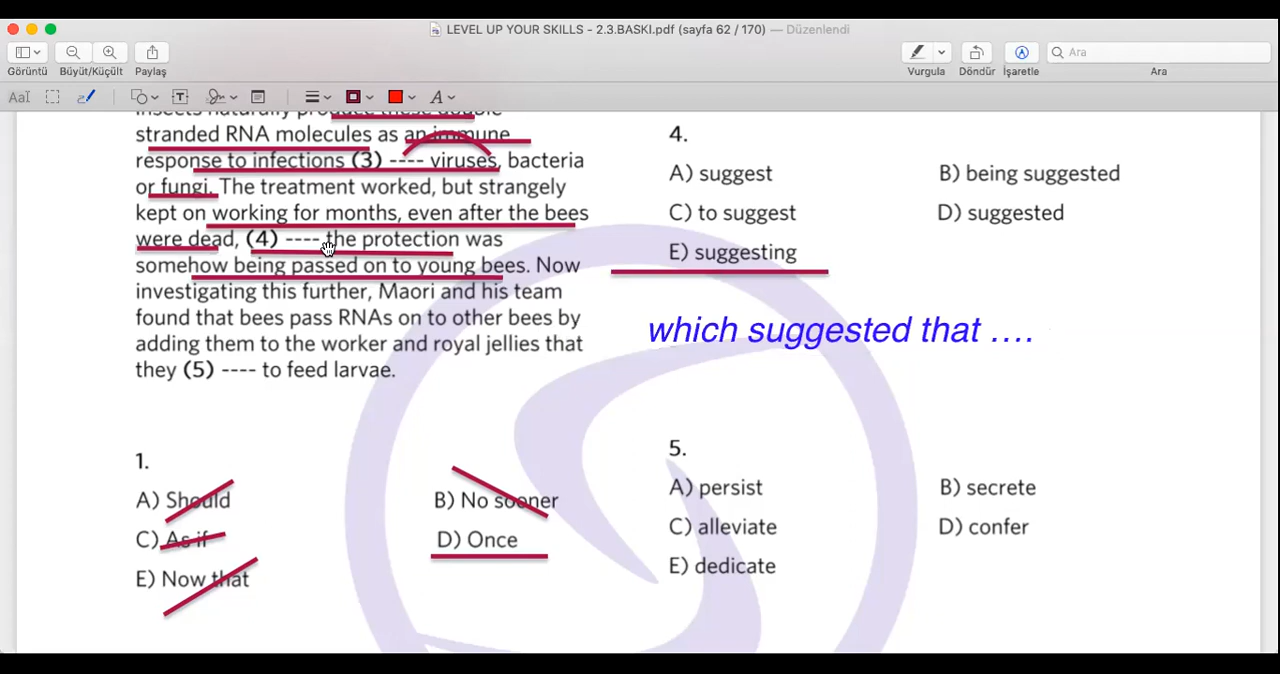 LEVEL UP YOUR SKILLS - 2.3.BASKI.pdf (sayfa 62 / 170) — Düzenlendi
Görüntü
Büyüt/Küçült
Paylaş
Vurgula
Döndür
İşaretle
Ara
Ara
insects naturally produce these double
stranded RNA molecules as an immune
response to infections (3) ---- viruses, bacteria
or fungi. The treatment worked, but strangely
kept on working for months, even after the bees
were dead, (4) ---- the protection was
somehow being passed on to young bees. Now
investigating this further, Maori and his team
found that bees pass RNAs on to other bees by
adding them to the worker and royal jellies that
they (5) ---- to feed larvae.
1.
A) Should
B) No sooner
C) As if
D) Once
E) Now that
4.
A) suggest
B) being suggested
C) to suggest
D) suggested
E) suggesting
which suggested that ....
5.
A) persist
B) secrete
C) alleviate
D) confer
E) dedicate